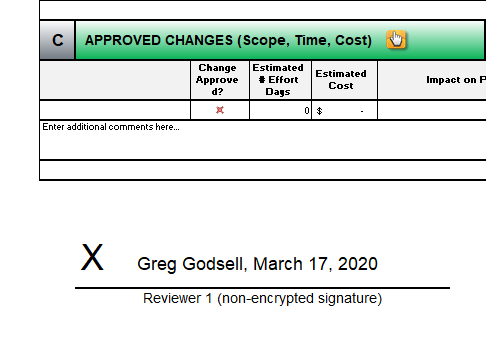 C APPROVED CHANGES (Scope, Time, Cost)
Change Approve d? Estimated # Effort Days Estimated Cost Impact on P
0 $ -
Enter additional comments here...
X Greg Godsell, March 17, 2020
Reviewer 1 (non-encrypted signature)